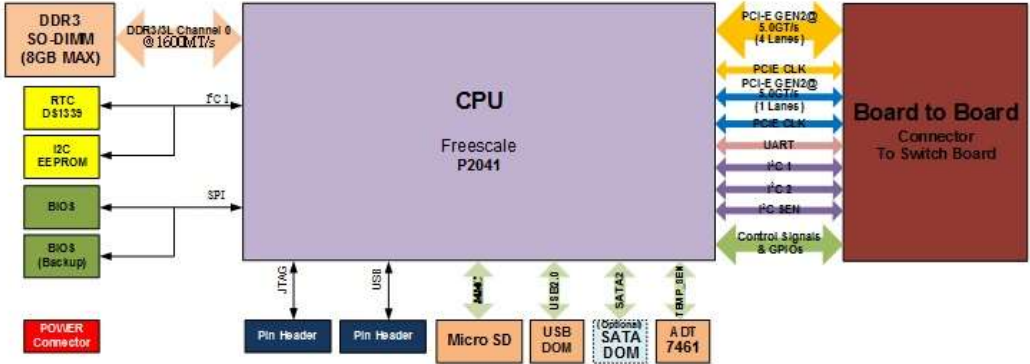 DDR3
SO-DIMM
(8GB MAX)
DDR3/3L Channel 0
@1600MT/s
RTC
DS1339
I²C 1
I2C
EEPROM
BIOS
SPI
BIOS
(Backup)
POWER
Connector
CPU
Freescale
P2041
PCI-E GEN2@
5.0GT/s
(4 Lanes)
PCIE CLK
PCI-E GEN2@
5.0GT/s
(1 Lanes)
PCIE CLK
UART
I²C 1
I²C 2
I²C SEN
Control Signals
& GPIOs
Board to Board
Connector
To Switch Board
JTAG
USB
MMC
USB2.0
SATA2
TEMP_SEN
Pin Header
Pin Header
Micro SD
USB
DOM
(Optional)
SATA
DOM
ADT
7461